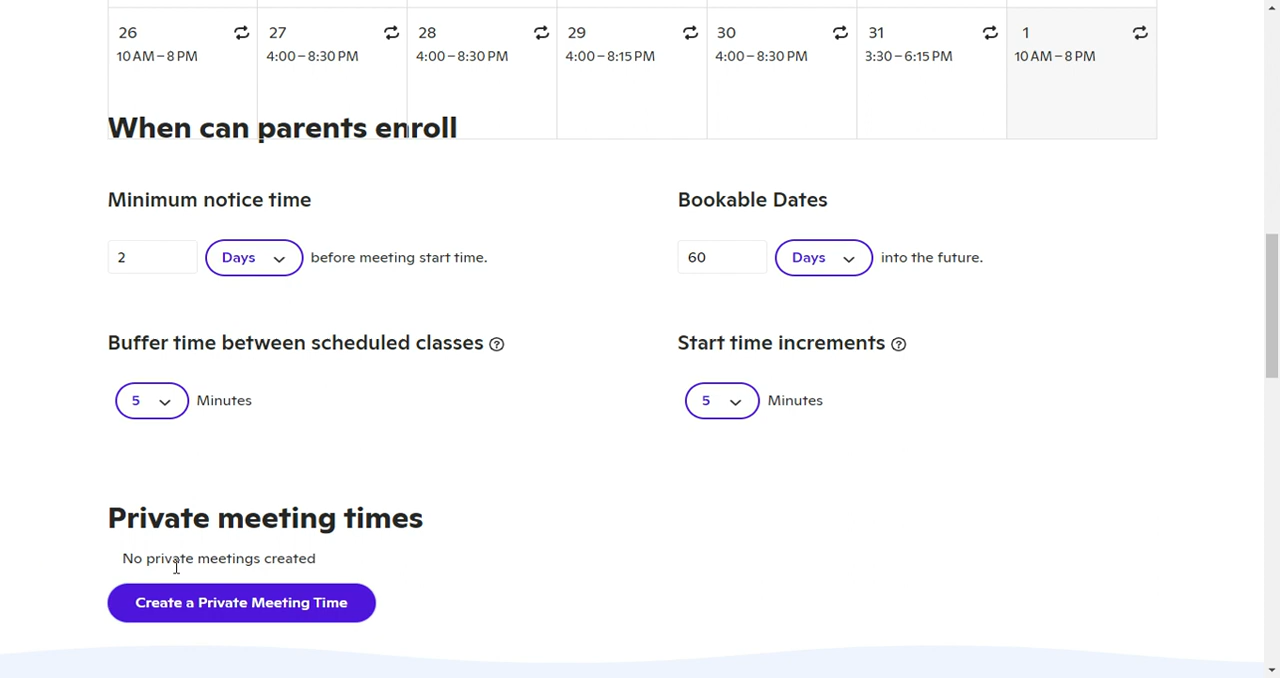 26 27 28 29 30 31 1
10 AM – 8 PM 4:00 – 8:30 PM 4:00 – 8:30 PM 4:00 – 8:15 PM 4:00 – 8:30 PM 3:30 – 6:15 PM 10 AM – 8 PM
When can parents enroll
Minimum notice time Bookable Dates
2 Days before meeting start time. 60 Days into the future.
Buffer time between scheduled classes ? Start time increments ?
5 Minutes 5 Minutes
Private meeting times
No private meetings created
Create a Private Meeting Time